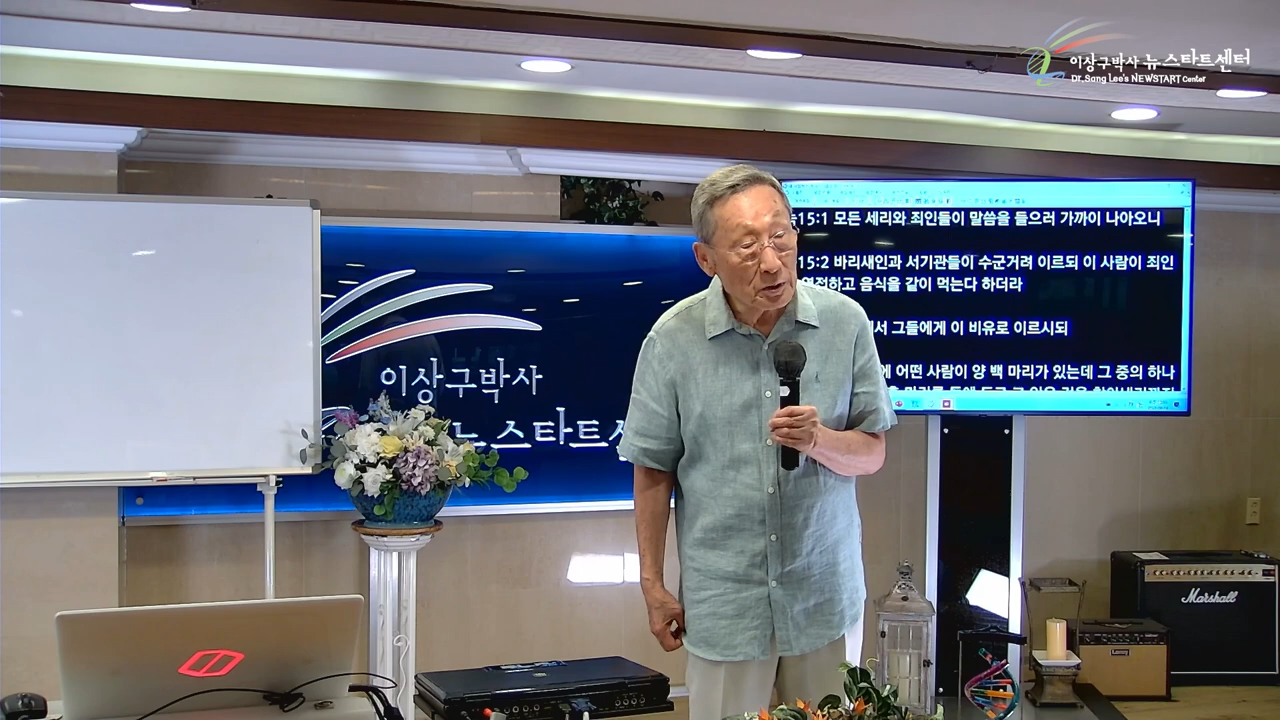 이상구박사 뉴스타트센터
Dr. Sang Lee's NEWSTART Center
15:1 모든 세리와 죄인들이 말씀을 들으러 가까이 나아오니
15:2 바리새인과 서기관들이 수군거려 이르되 이 사람이 죄인
영접하고 음식을 같이 먹는다 하더라
그들에게 이 비유로 이르시되
어떤 사람이 양 백 마리가 있는데 그 중의 하나
이상구박사
뉴스타트
Marshall
Laney